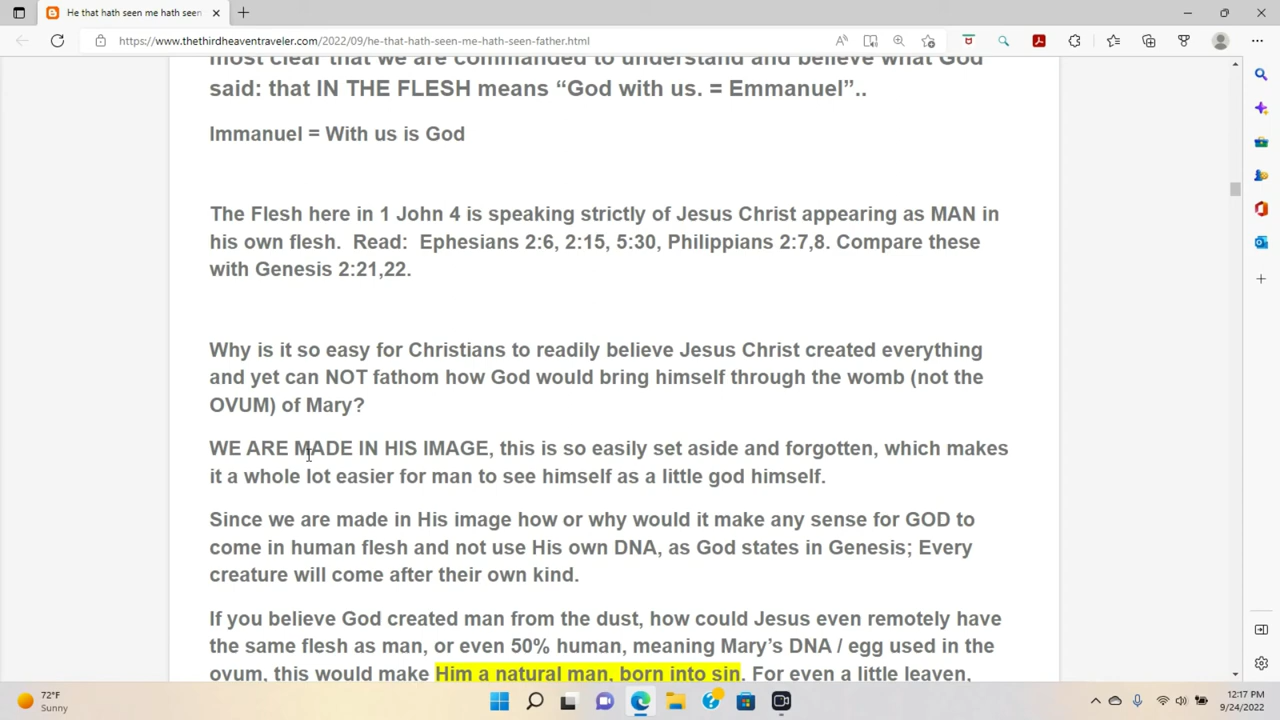 He that hath seen me hath seen
https://www.thethirdheaventraveler.com/2022/09/he-that-hath-seen-me-hath-seen-father.html
most clear that we are commanded to understand and believe what God
said: that IN THE FLESH means “God with us. = Emmanuel”..
Immanuel = With us is God
The Flesh here in 1 John 4 is speaking strictly of Jesus Christ appearing as MAN in
his own flesh.  Read:  Ephesians 2:6, 2:15, 5:30, Philippians 2:7,8. Compare these
with Genesis 2:21,22.
Why is it so easy for Christians to readily believe Jesus Christ created everything
and yet can NOT fathom how God would bring himself through the womb (not the
OVUM) of Mary?
WE ARE MADE IN HIS IMAGE, this is so easily set aside and forgotten, which makes
it a whole lot easier for man to see himself as a little god himself.
Since we are made in His image how or why would it make any sense for GOD to
come in human flesh and not use His own DNA, as God states in Genesis; Every
creature will come after their own kind.
If you believe God created man from the dust, how could Jesus even remotely have
the same flesh as man, or even 50% human, meaning Mary’s DNA / egg used in the
ovum, this would make Him a natural man, born into sin. For even a little leaven,
72°F
Sunny
12:17 PM
9/24/2022